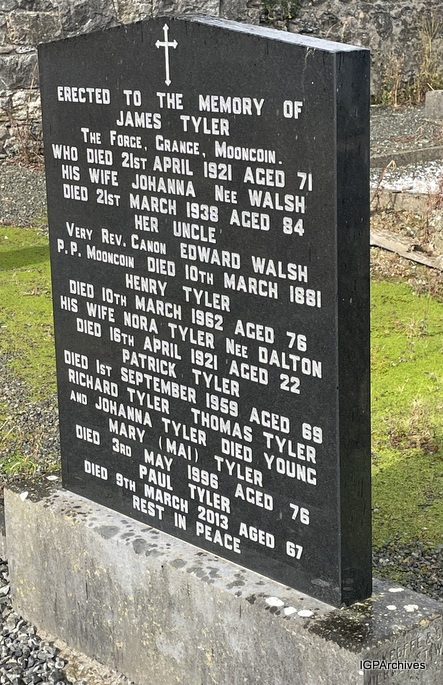 ERECTED TO THE MEMORY OF
JAMES TYLER
THE FORGE, GRANGE, MOONCOIN.
WHO DIED 21ST APRIL 1921 AGED 71
HIS WIFE JOHANNA NEE WALSH
DIED 21ST MARCH 1938 AGED 84
HER UNCLE
VERY REV. CANON EDWARD WALSH
P.P. MOONCOIN DIED 10TH MARCH 1881
HENRY TYLER
DIED 10TH MARCH 1962 AGED 76
HIS WIFE NORA TYLER NEE DALTON
DIED 16TH APRIL 1921 AGED 22
PATRICK TYLER
DIED 1ST SEPTEMBER 1959 AGED 69
RICHARD TYLER THOMAS TYLER
AND JOHANNA TYLER DIED YOUNG
MARY (MAI) TYLER
DIED 3RD MAY 1996 AGED 76
PAUL TYLER
DIED 9TH MARCH 2013 AGED 67
REST IN PEACE
IGPArchives